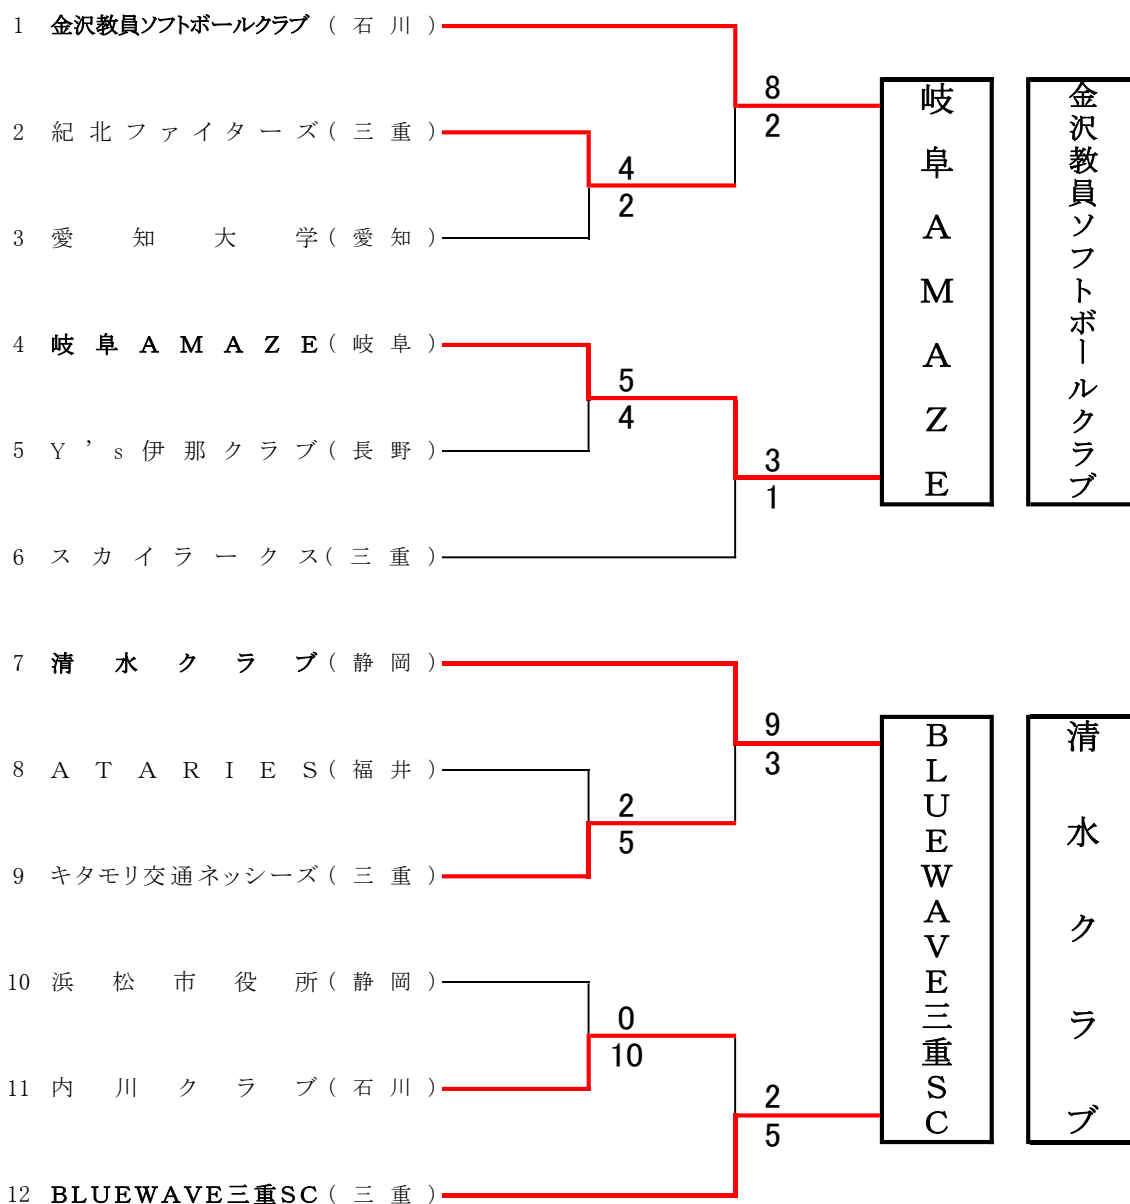 1 金沢教員ソフトボールクラブ (石川)
8
2
2 紀北ファイターズ(三重)
4
2
3 愛知大学(愛知)
4 岐阜AMAZE(岐阜)
5
4
5 Y's伊那クラブ(長野)
3
1
6 スカイラークス(三重)
岐阜AMAZE
金沢教員ソフトボールクラブ
7 清水クラブ(静岡)
9
3
8 ATARIES(福井)
2
5
9 キタモリ交通ネッシーズ(三重)
10 浜松市役所(静岡)
0
10
11 内川クラブ(石川)
2
5
12 BLUEWAVE三重SC(三重)
BLUEWAVE三重SC
清水クラブ